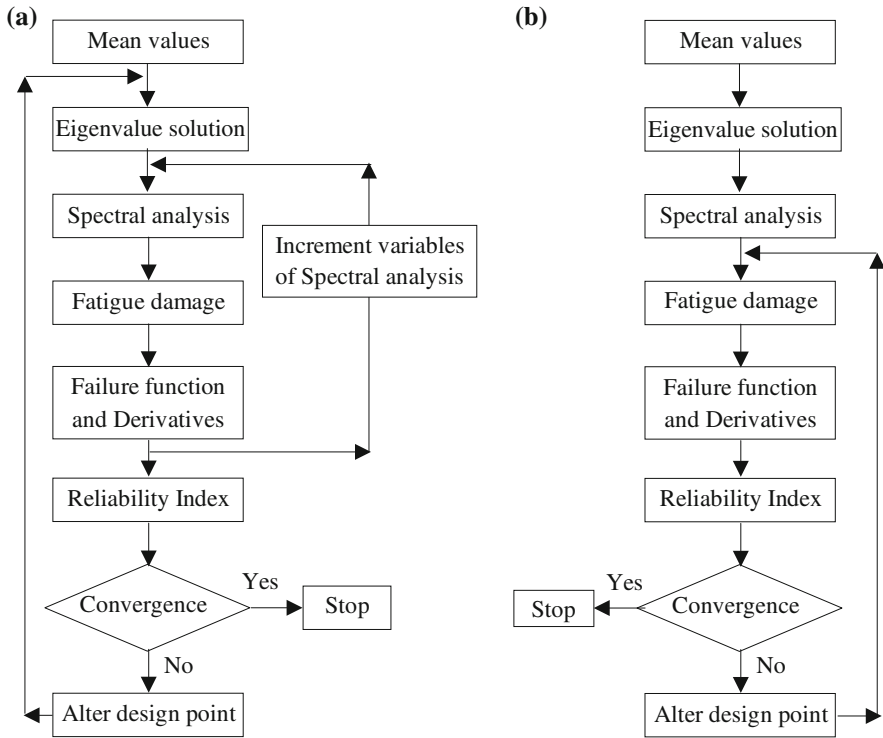 (a)
Mean values
Eigenvalue solution
Spectral analysis
Increment variables
of Spectral analysis
Fatigue damage
Failure function
and Derivatives
Reliability Index
Convergence
Yes
Stop
No
Alter design point
(b)
Mean values
Eigenvalue solution
Spectral analysis
Fatigue damage
Failure function
and Derivatives
Reliability Index
Yes
Convergence
Stop
No
Alter design point